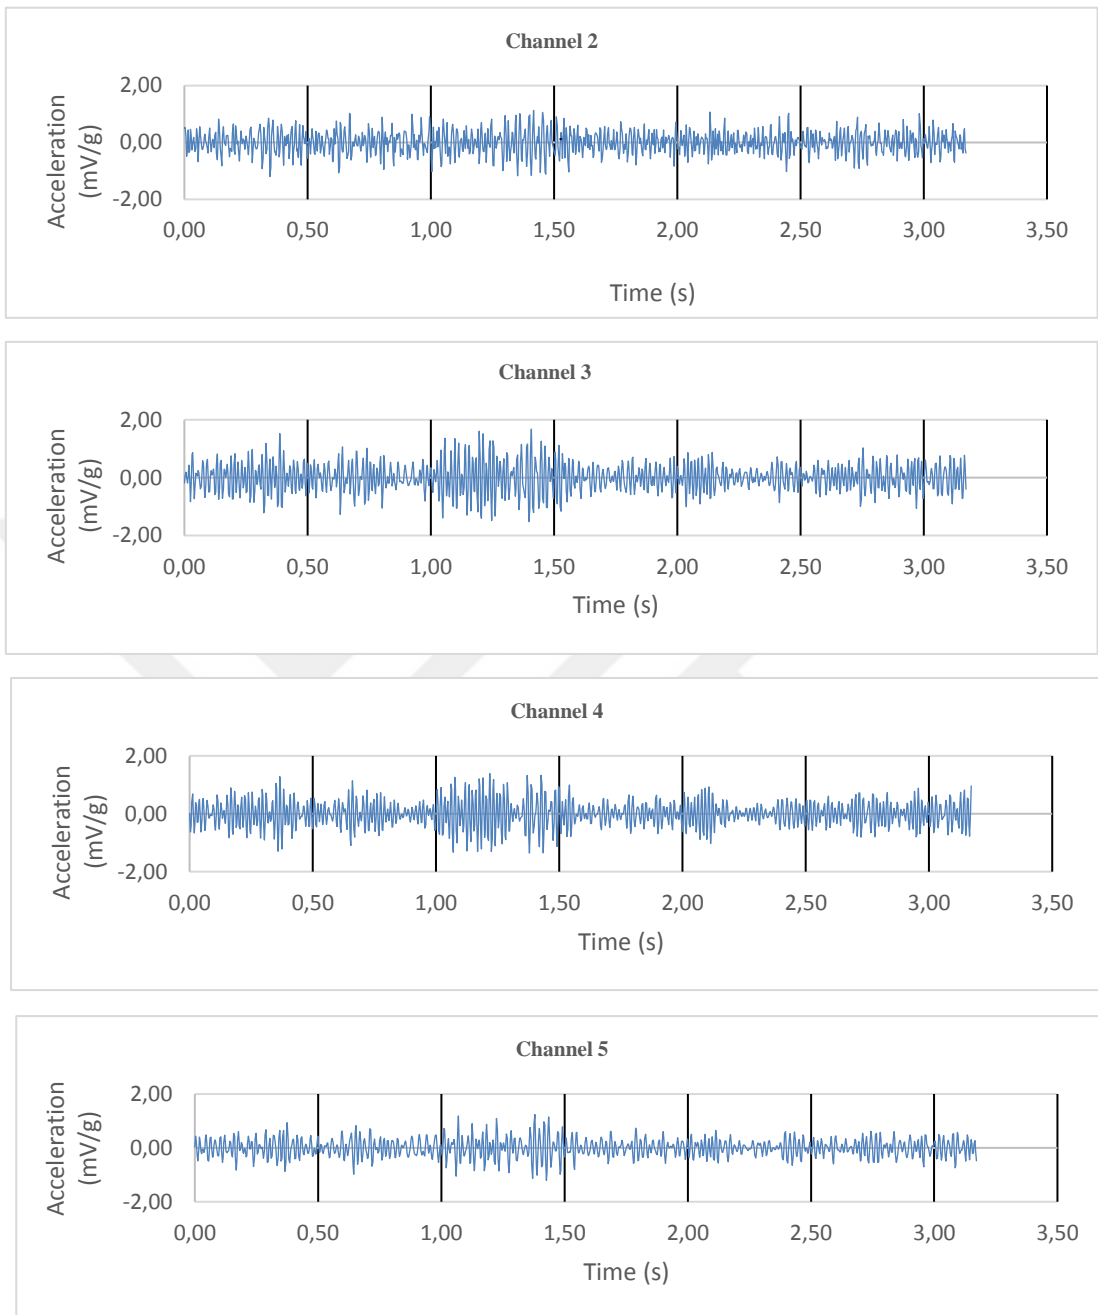 Channel 2
Acceleration
(mV/g)
2,00
0,00
-2,00
0,00 0,50 1,00 1,50 2,00 2,50 3,00 3,50
Time (s)
Channel 3
Acceleration
(mV/g)
2,00
0,00
-2,00
0,00 0,50 1,00 1,50 2,00 2,50 3,00 3,50
Time (s)
Channel 4
Acceleration
(mV/g)
2,00
0,00
-2,00
0,00 0,50 1,00 1,50 2,00 2,50 3,00 3,50
Time (s)
Channel 5
Acceleration
(mV/g)
2,00
0,00
-2,00
0,00 0,50 1,00 1,50 2,00 2,50 3,00 3,50
Time (s)